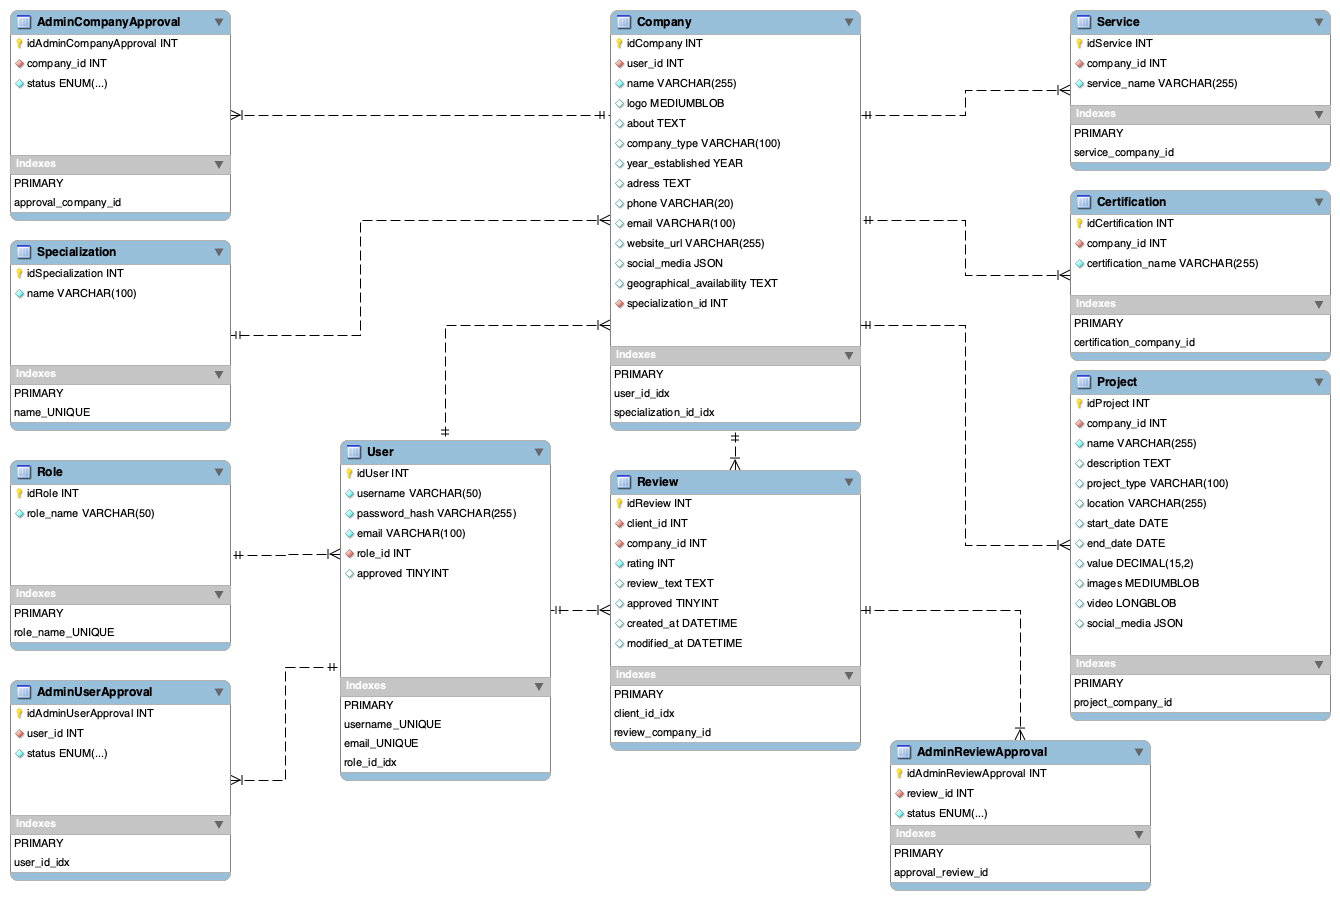 AdminCompanyApproval
idAdminCompanyApproval INT
company_id INT
status ENUM(...)
Indexes
PRIMARY
approval_company_id
Specialization
idSpecialization INT
name VARCHAR(100)
Indexes
PRIMARY
name_UNIQUE
Role
idRole INT
role_name VARCHAR(50)
Indexes
PRIMARY
role_name_UNIQUE
AdminUserApproval
idAdminUserApproval INT
user_id INT
status ENUM(...)
Indexes
PRIMARY
user_id_idx
User
idUser INT
username VARCHAR(50)
password_hash VARCHAR(255)
email VARCHAR(100)
role_id INT
approved TINYINT
Indexes
PRIMARY
username_UNIQUE
email_UNIQUE
role_id_idx
Company
idCompany INT
user_id INT
name VARCHAR(255)
logo MEDIUMBLOB
about TEXT
company_type VARCHAR(100)
year_established YEAR
adress TEXT
phone VARCHAR(20)
email VARCHAR(100)
website_url VARCHAR(255)
social_media JSON
geographical_availability TEXT
specialization_id INT
Indexes
PRIMARY
user_id_idx
specialization_id_idx
Review
idReview INT
client_id INT
company_id INT
rating INT
review_text TEXT
approved TINYINT
created_at DATETIME
modified_at DATETIME
Indexes
PRIMARY
client_id_idx
review_company_id
Service
idService INT
company_id INT
service_name VARCHAR(255)
Indexes
PRIMARY
service_company_id
Certification
idCertification INT
company_id INT
certification_name VARCHAR(255)
Indexes
PRIMARY
certification_company_id
Project
idProject INT
company_id INT
name VARCHAR(255)
description TEXT
project_type VARCHAR(100)
location VARCHAR(255)
start_date DATE
end_date DATE
value DECIMAL(15,2)
images MEDIUMBLOB
video LONGBLOB
social_media JSON
Indexes
PRIMARY
project_company_id
AdminReviewApproval
idAdminReviewApproval INT
review_id INT
status ENUM(...)
Indexes
PRIMARY
approval_review_id